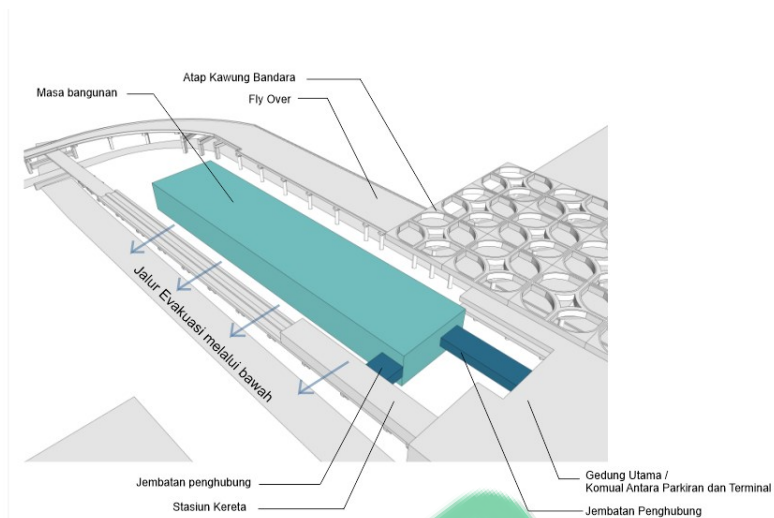 Atap Kawung Bandara
Masa bangunan
Fly Over
Jalur Evakuasi melalui bawah
Jembatan penghubung
Stasiun Kereta
Gedung Utama /
Komual Antara Parkiran dan Terminal
Jembatan Penghubung